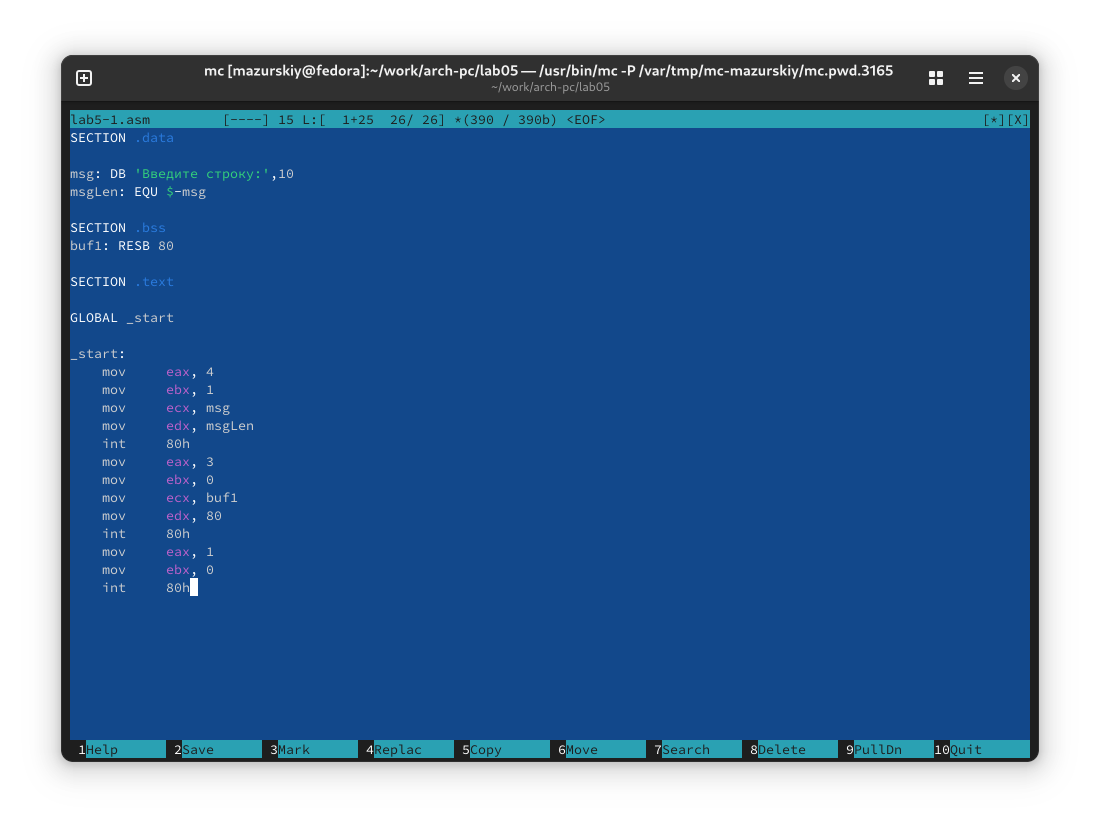 mc [mazurskiy@fedora]:~/work/arch-pc/lab05 — /usr/bin/mc -P /var/tmp/mc-mazurskiy/mc.pwd.3165
~/work/arch-pc/lab05
lab5-1.asm         [----] 15 L:[  1+25  26/ 26] *(390 / 390b) <EOF>                                               [*][X]
SECTION .data
msg: DB 'Введите строку:',10
msgLen: EQU $-msg
SECTION .bss
buf1: RESB 80
SECTION .text
GLOBAL _start
_start:
    mov     eax, 4
    mov     ebx, 1
    mov     ecx, msg
    mov     edx, msgLen
    int     80h
    mov     eax, 3
    mov     ebx, 0
    mov     ecx, buf1
    mov     edx, 80
    int     80h
    mov     eax, 1
    mov     ebx, 0
    int     80h
1Help 2Save 3Mark 4Replac 5Copy 6Move 7Search 8Delete 9PullDn 10Quit